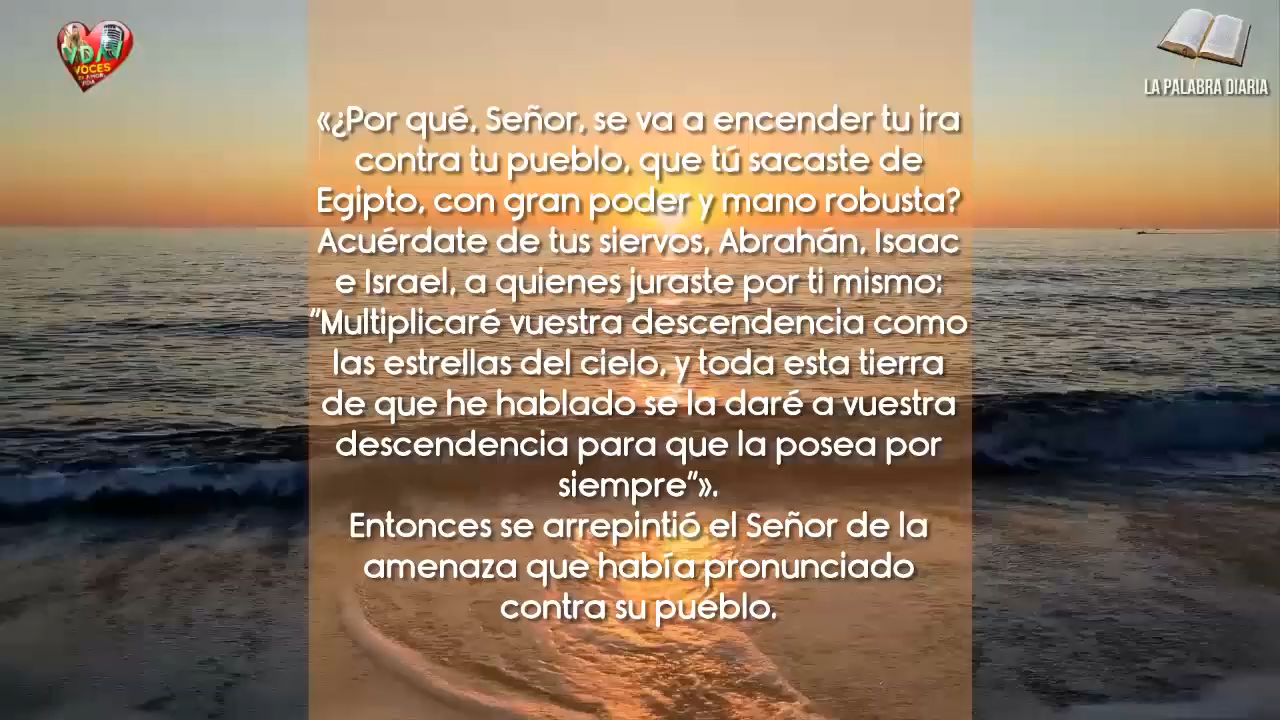 VDAV
VOCES
LA PALABRA DIARIA
«¿Por qué, Señor, se va a encender tu ira
contra tu pueblo, que tú sacaste de
Egipto, con gran poder y mano robusta?
Acuérdate de tus siervos, Abrahán, Isaac
e Israel, a quienes juraste por ti mismo:
"Multiplicaré vuestra descendencia como
las estrellas del cielo, y toda esta tierra
de que he hablado se la daré a vuestra
descendencia para que la posea por
siempre"».
Entonces se arrepintió el Señor de la
amenaza que había pronunciado
contra su pueblo.